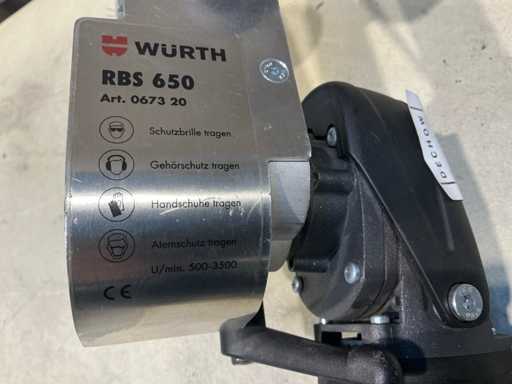 WÜRTH
RBS 650
Art. 0673 20
Schutzbrille tragen
Gehörschutz tragen
Handschuhe tragen
Atemschutz tragen
U/min. 500-3500
CE
DECHOW